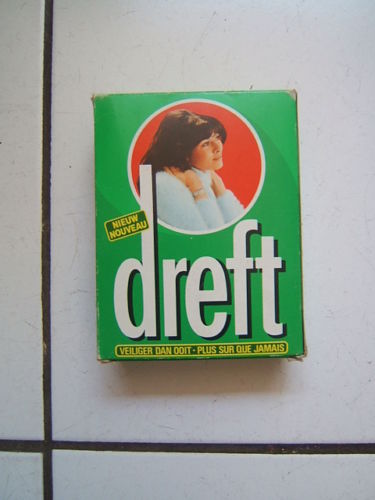 NIEUW
NOUVEAU
dreft
VEILIGER DAN OOIT • PLUS SUR QUE JAMAIS